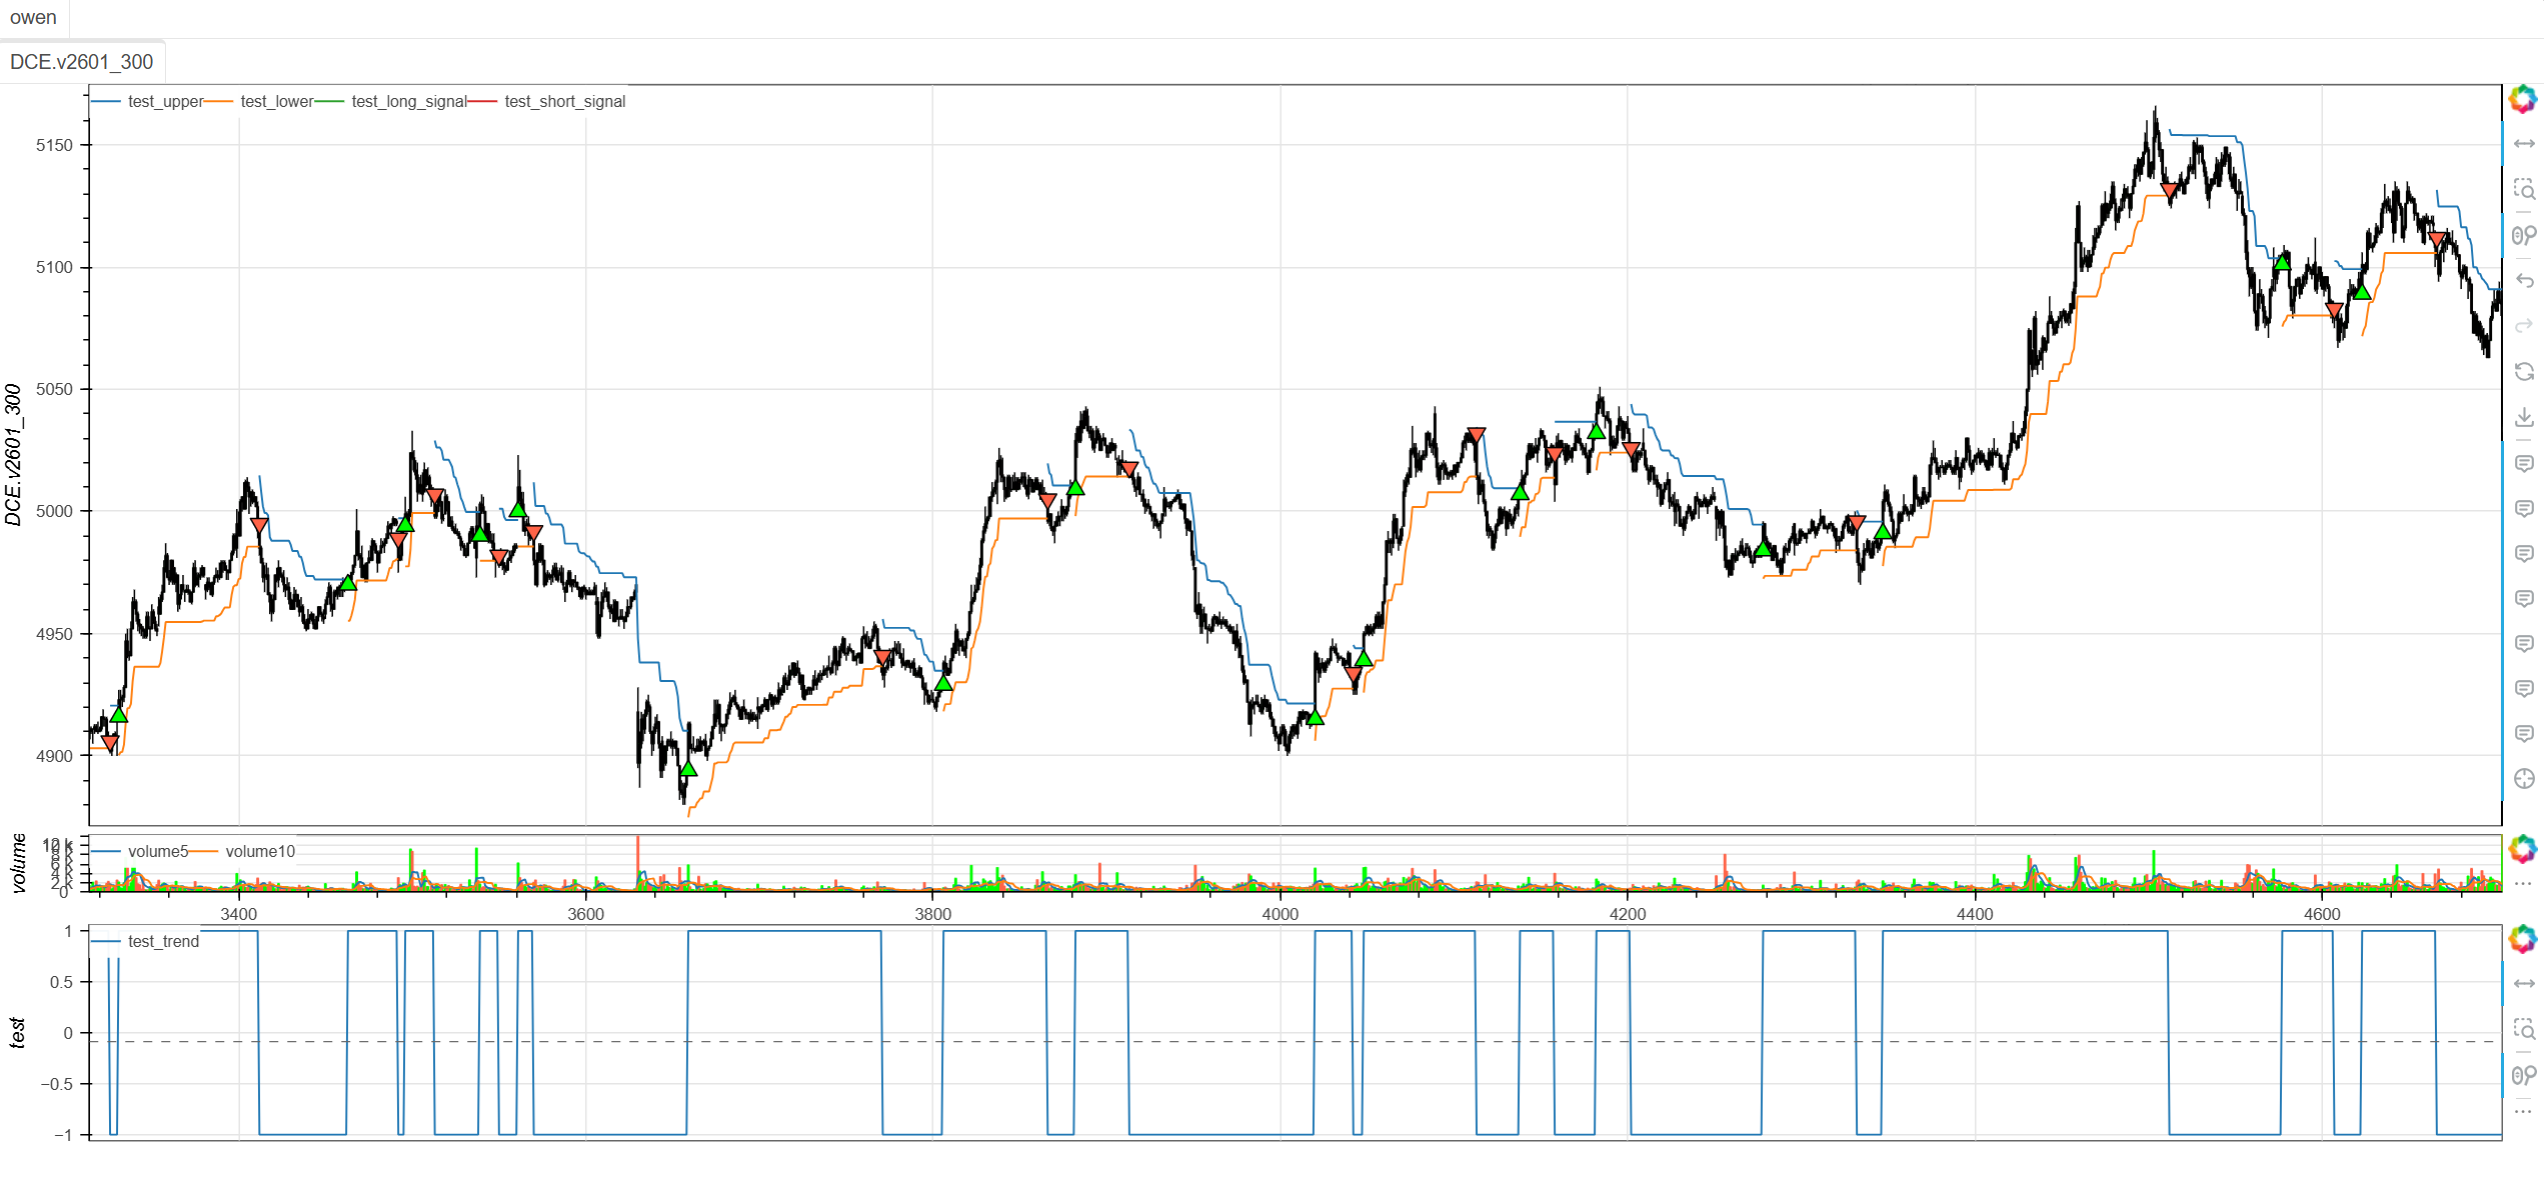 owen
DCE.v2601_300
test_upper test_lower test_long_signal test_short_signal
5150
5100
5050
5000
4950
4900
DCE.v2601_300
volume5 volume10
10 k
8 k
6 k
4 k
2 k
0
volume
3400 3600 3800 4000 4200 4400 4600
test_trend
1
0.5
0
−0.5
−1
test